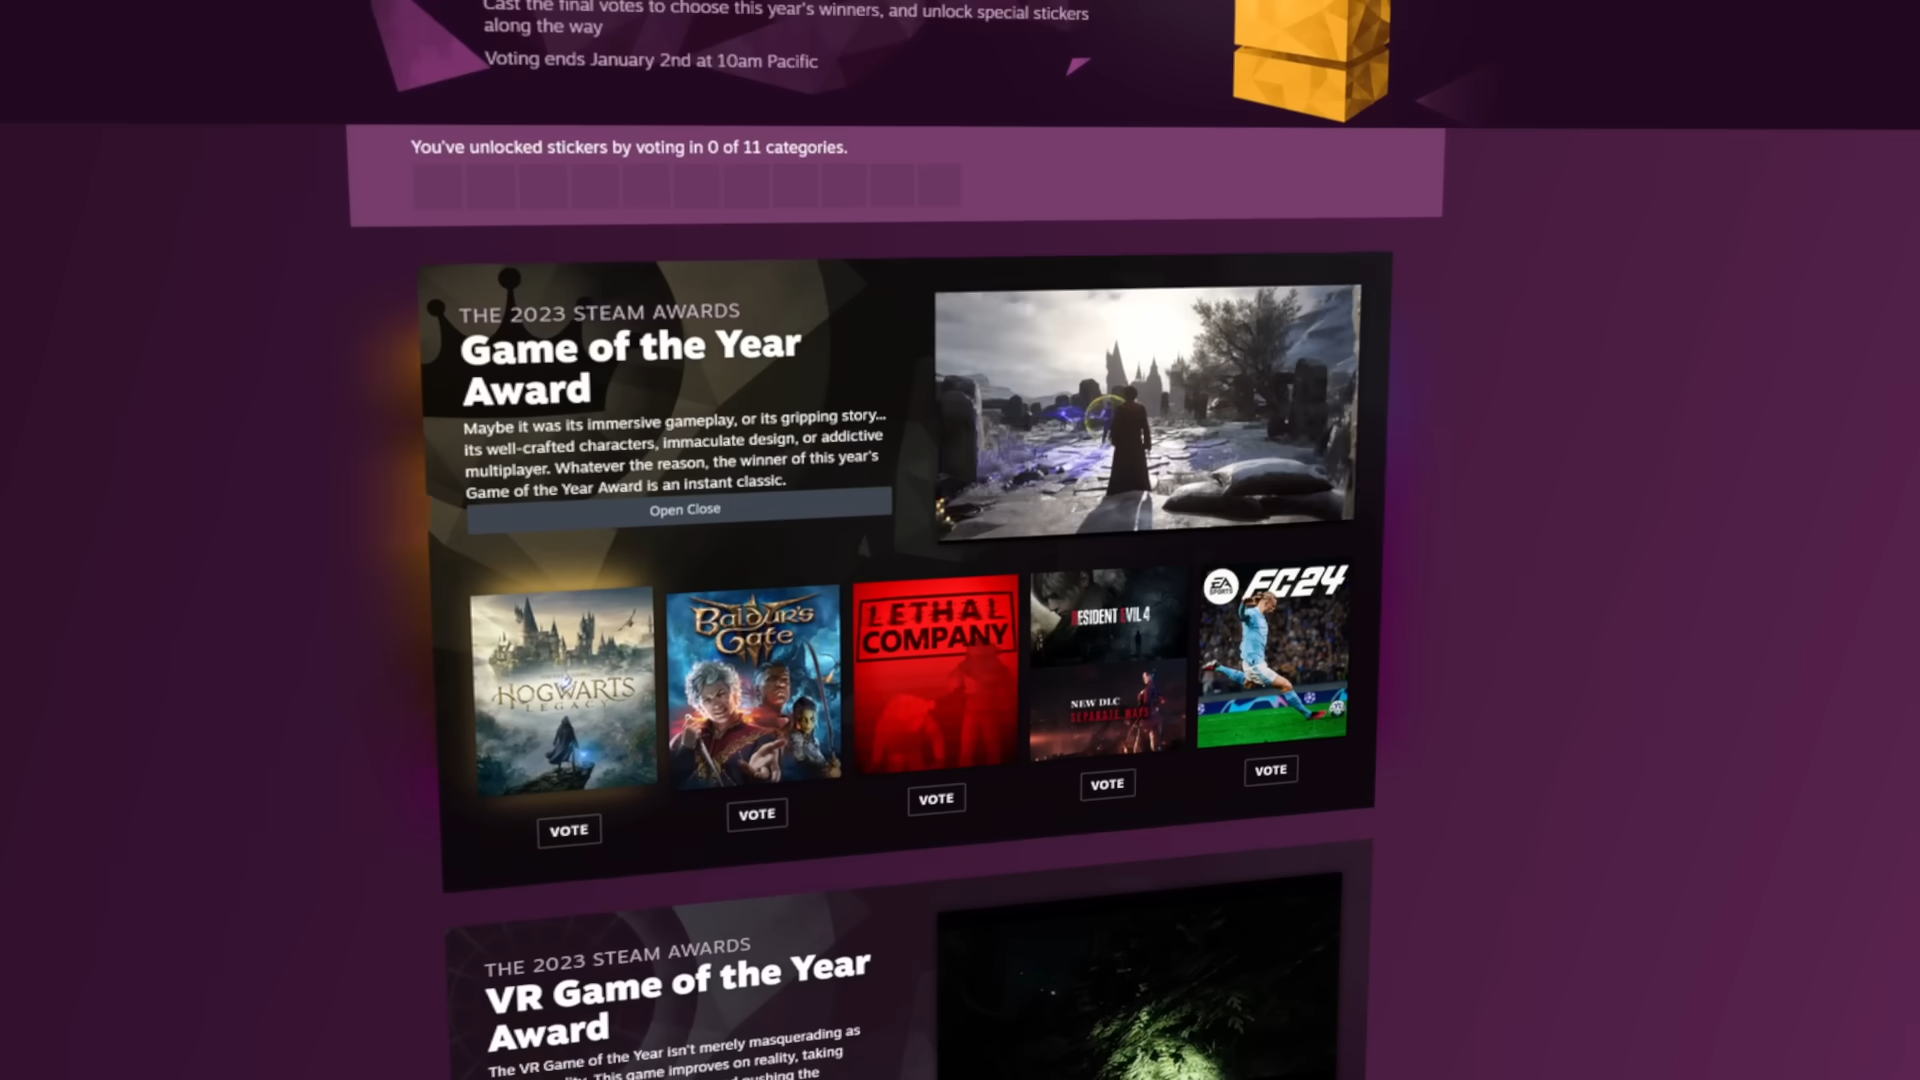 Cast the final votes to choose this year's winners, and unlock special stickers
along the way
Voting ends January 2nd at 10am Pacific
You've unlocked stickers by voting in 0 of 11 categories.
THE 2023 STEAM AWARDS
Game of the Year
Award
Maybe it was its immersive gameplay, or its gripping story...
Its well-crafted characters, immaculate design, or addictive
multiplayer. Whatever the reason, the winner of this year's
Game of the Year Award is an instant classic.
Open Close
HOGWARTS
LEGACY
BALDUR'S
GATE
LETHAL
COMPANY
RESIDENT EVIL 4
NEW DLC
SEPARATE WAYS
EA
SPORTS
FC24
VOTE
VOTE
VOTE
VOTE
VOTE
THE 2023 STEAM AWARDS
VR Game of the Year
Award
The VR Game of the Year isn't merely masquerading as
This game improves on reality, taking
pushing the